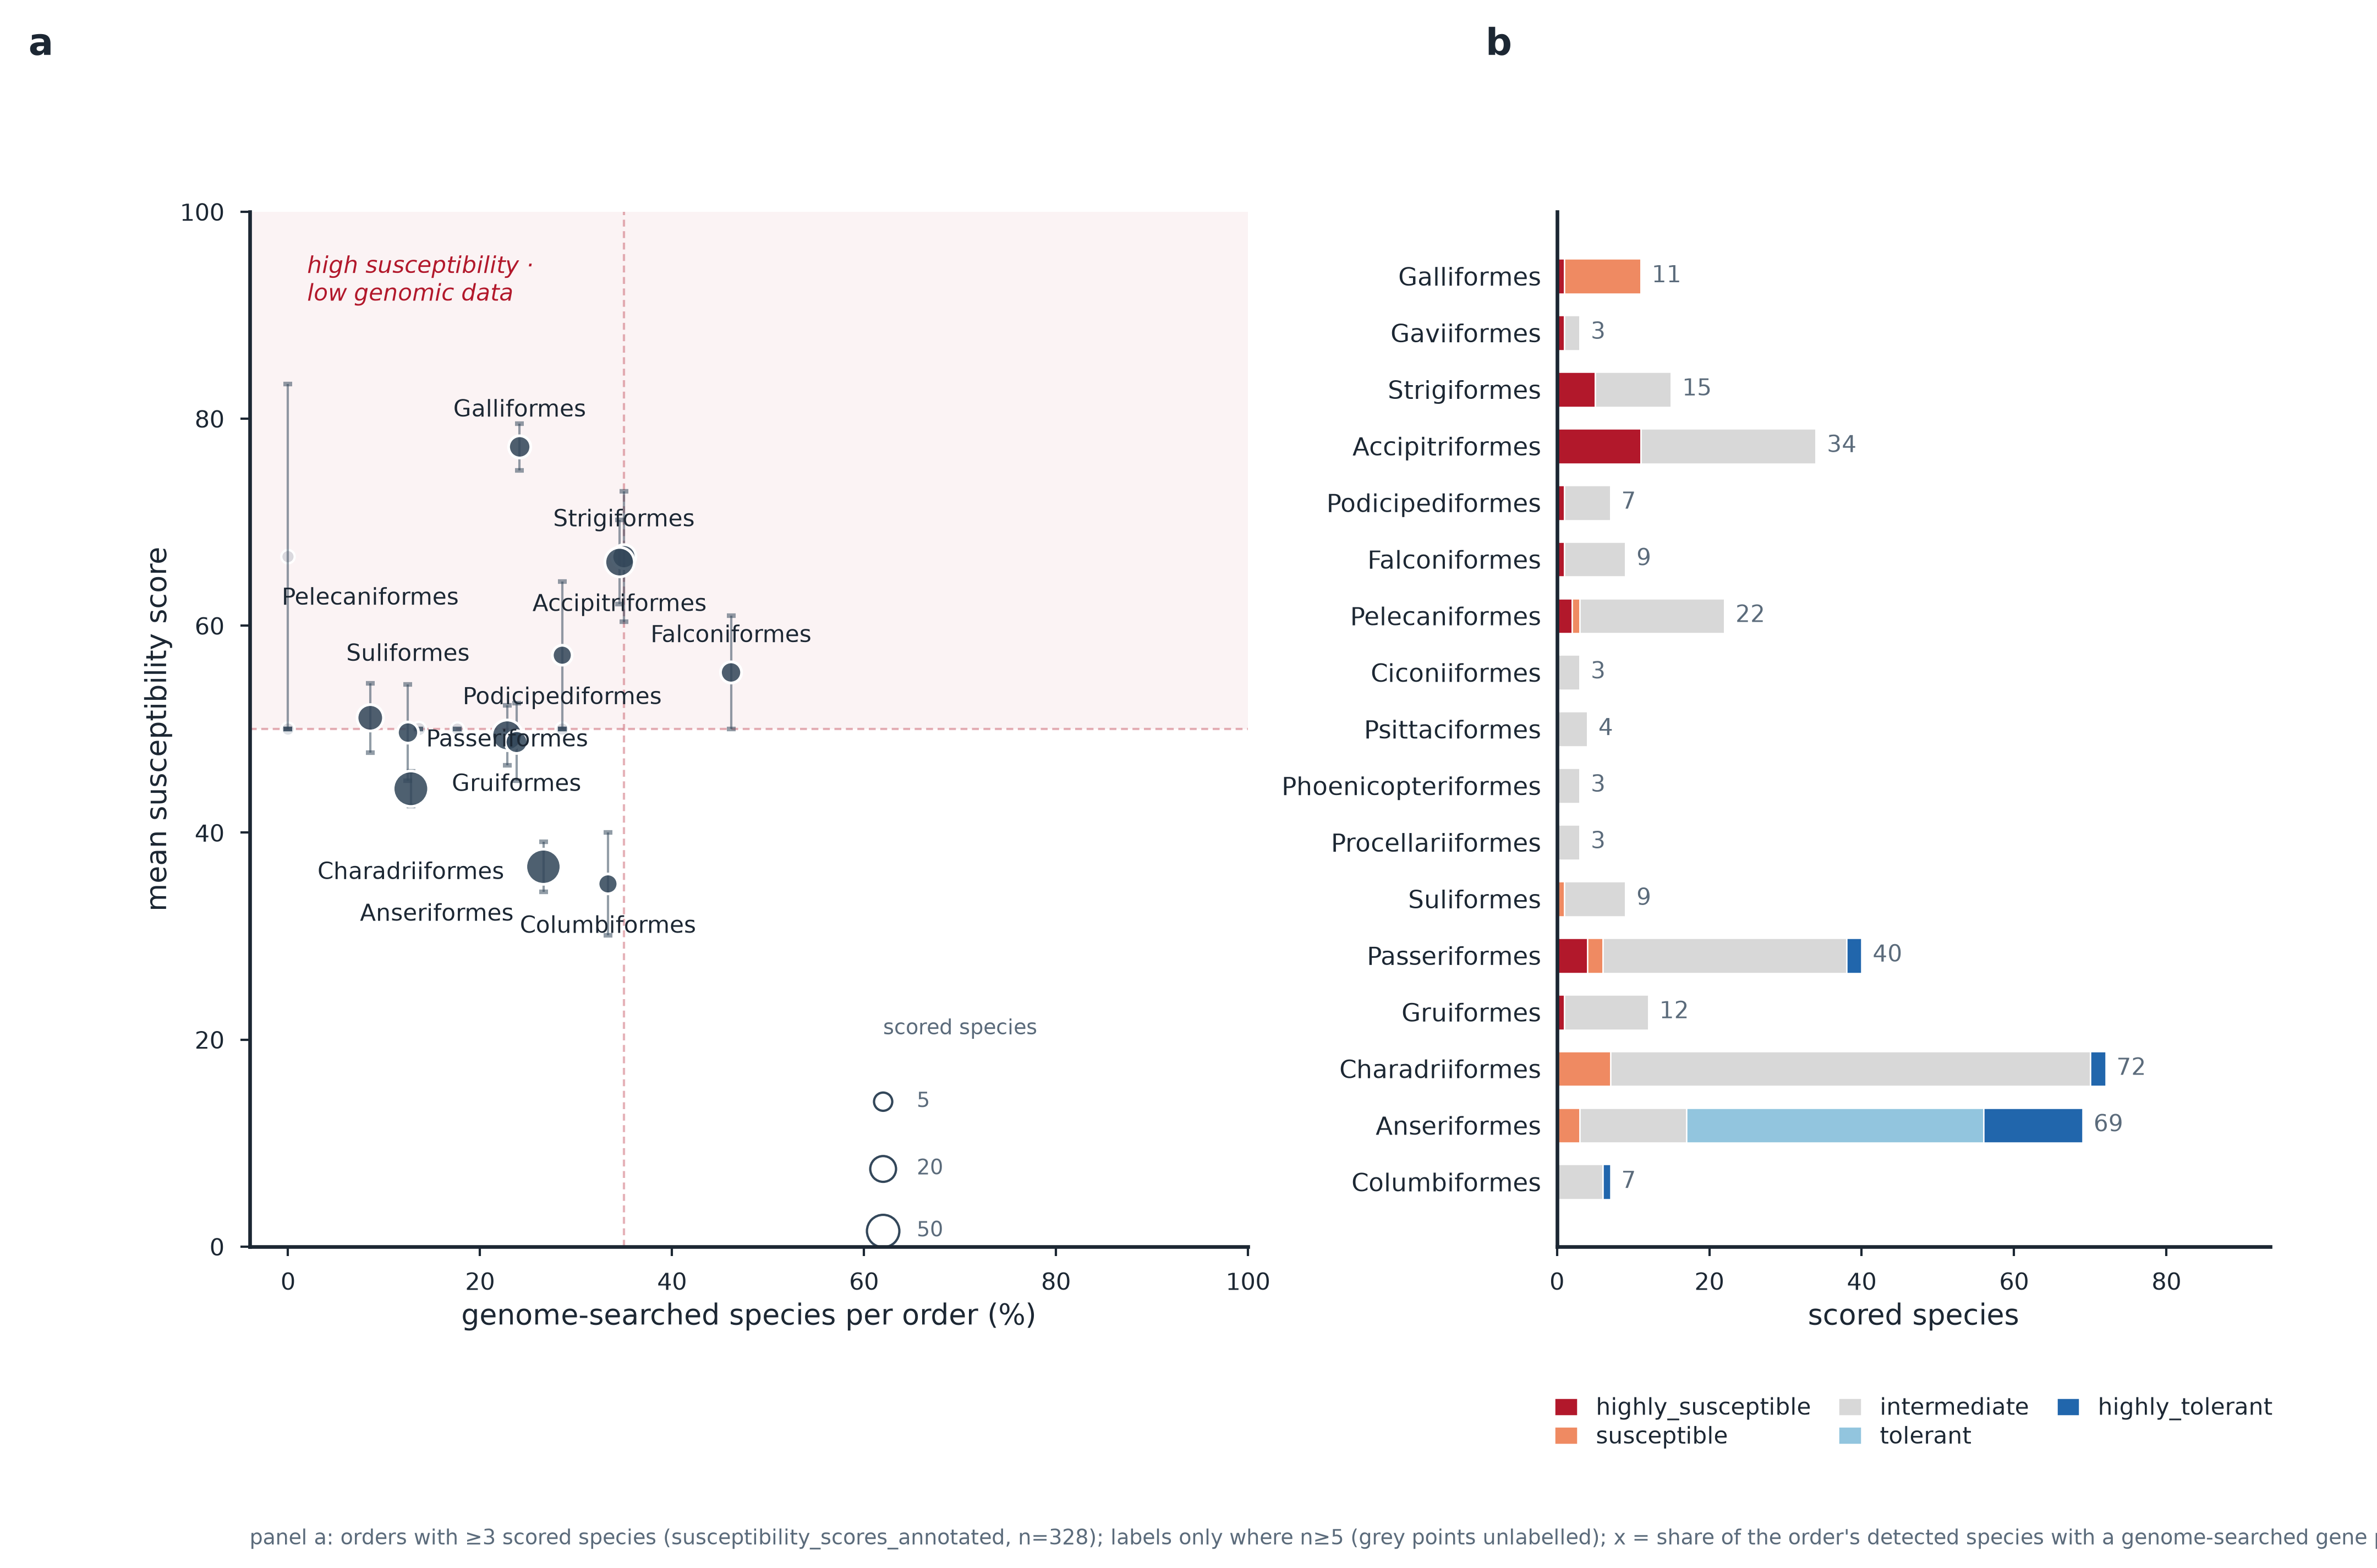 a
b
100
80
60
40
20
0
mean susceptibility score
high susceptibility ·
low genomic data
Galliformes
Strigiformes
Pelecaniformes
Accipitriformes
Falconiformes
Suliformes
Podicipediformes
Passeriformes
Gruiformes
Charadriiformes
Anseriformes
Columbiformes
scored species
5
20
50
0
20
40
60
80
100
genome-searched species per order (%)
Galliformes 11
Gaviiformes 3
Strigiformes 15
Accipitriformes 34
Podicipediformes 7
Falconiformes 9
Pelecaniformes 22
Ciconiiformes 3
Psittaciformes 4
Phoenicopteriformes 3
Procellariiformes 3
Suliformes 9
Passeriformes 40
Gruiformes 12
Charadriiformes 72
Anseriformes 69
Columbiformes 7
0
20
40
60
80
scored species
highly_susceptible
susceptible
intermediate
tolerant
highly_tolerant
panel a: orders with ≥3 scored species (susceptibility_scores_annotated, n=328); labels only where n≥5 (grey points unlabelled); x = share of the order's detected species with a genome-searched gene